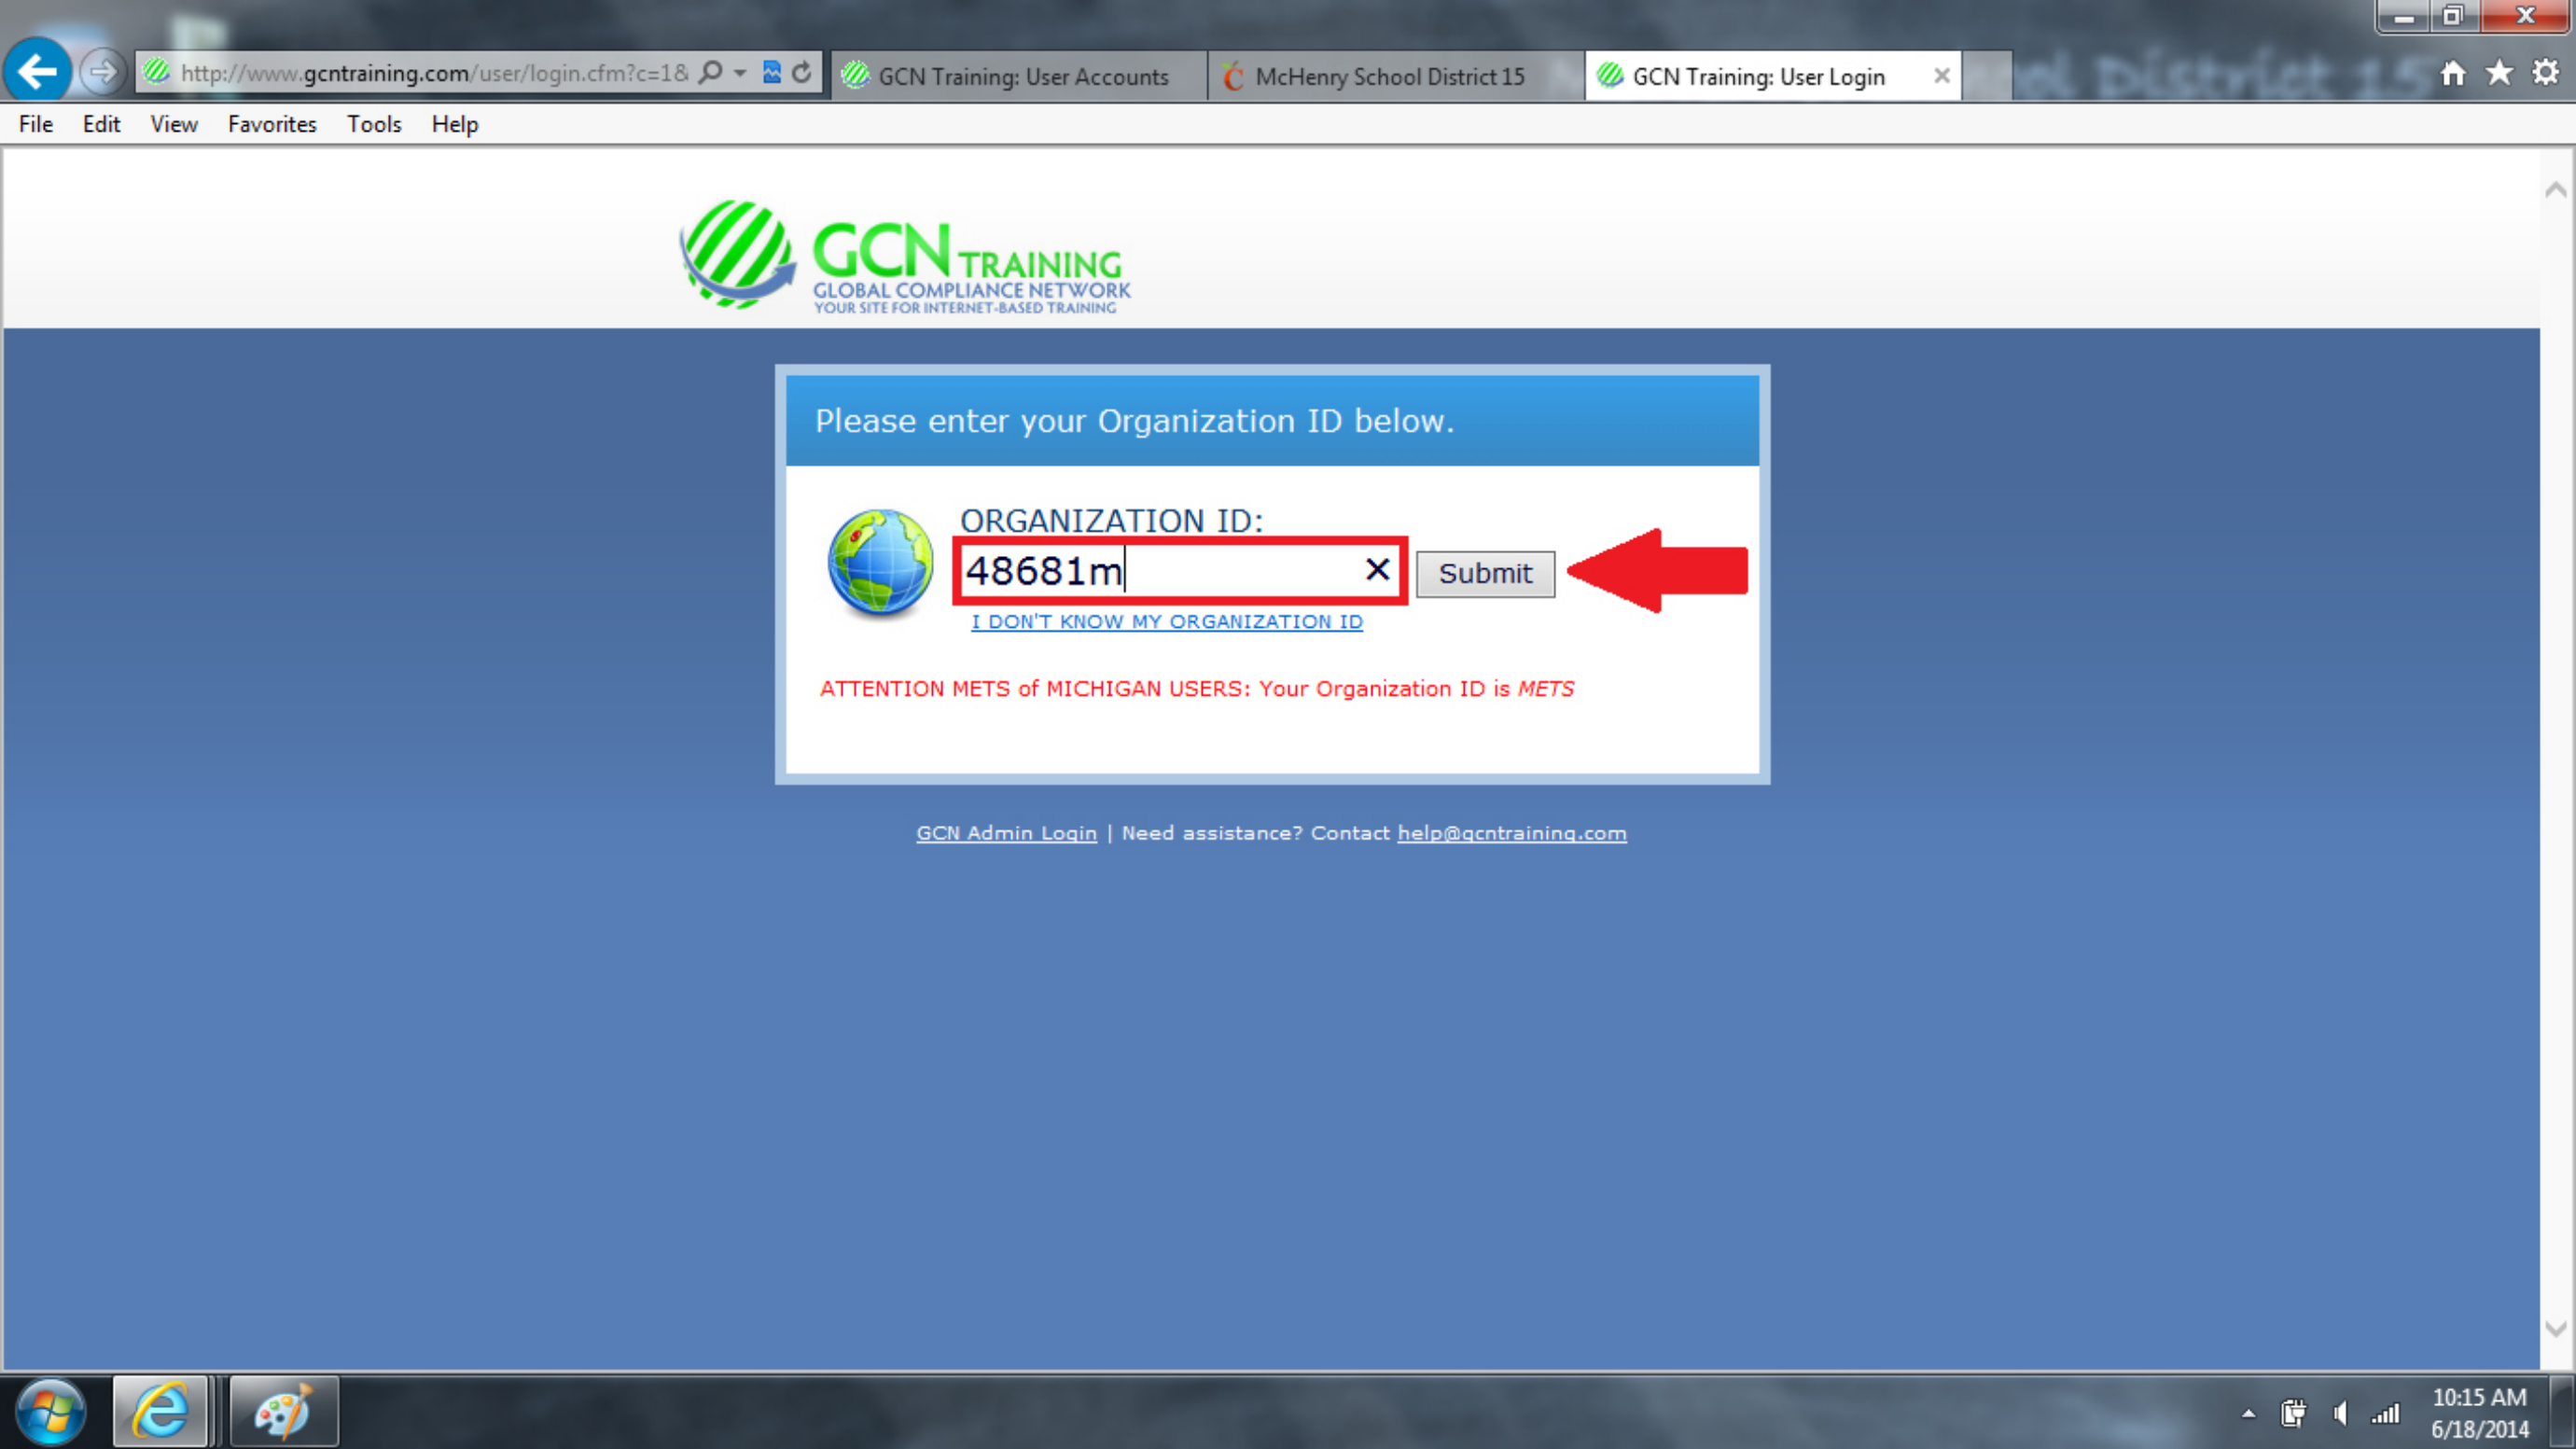 http://www.gcntraining.com/user/login.cfm?c=1&
GCN Training: User Accounts
McHenry School District 15
GCN Training: User Login
ool District 15
File Edit View Favorites Tools Help
GCN TRAINING
GLOBAL COMPLIANCE NETWORK
YOUR SITE FOR INTERNET-BASED TRAINING
Please enter your Organization ID below.
ORGANIZATION ID:
48681m
Submit
I DON'T KNOW MY ORGANIZATION ID
ATTENTION METS of MICHIGAN USERS: Your Organization ID is METS
GCN Admin Login | Need assistance? Contact help@gcntraining.com
10:15 AM
6/18/2014